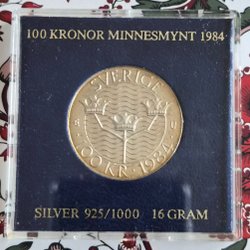 100 KRONOR MINNESMYNT 1984
SVERIGE
S U
100 KR · 1984
SILVER 925/1000 16 GRAM